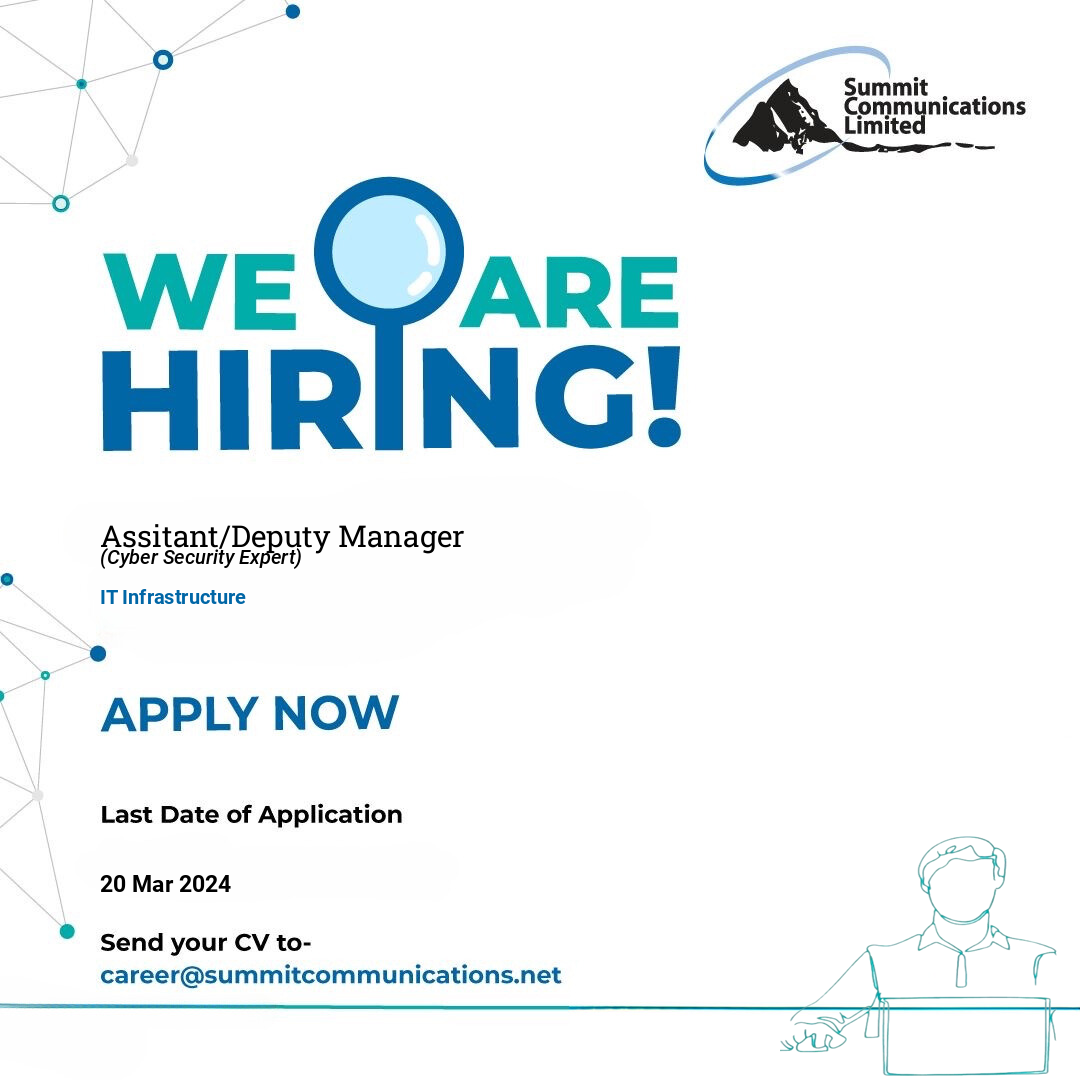 Summit
Communications
Limited
WE ARE
HIRING!
Assitant/Deputy Manager
(Cyber Security Expert)
IT Infrastructure
APPLY NOW
Last Date of Application
20 Mar 2024
Send your CV to-
career@summitcommunications.net